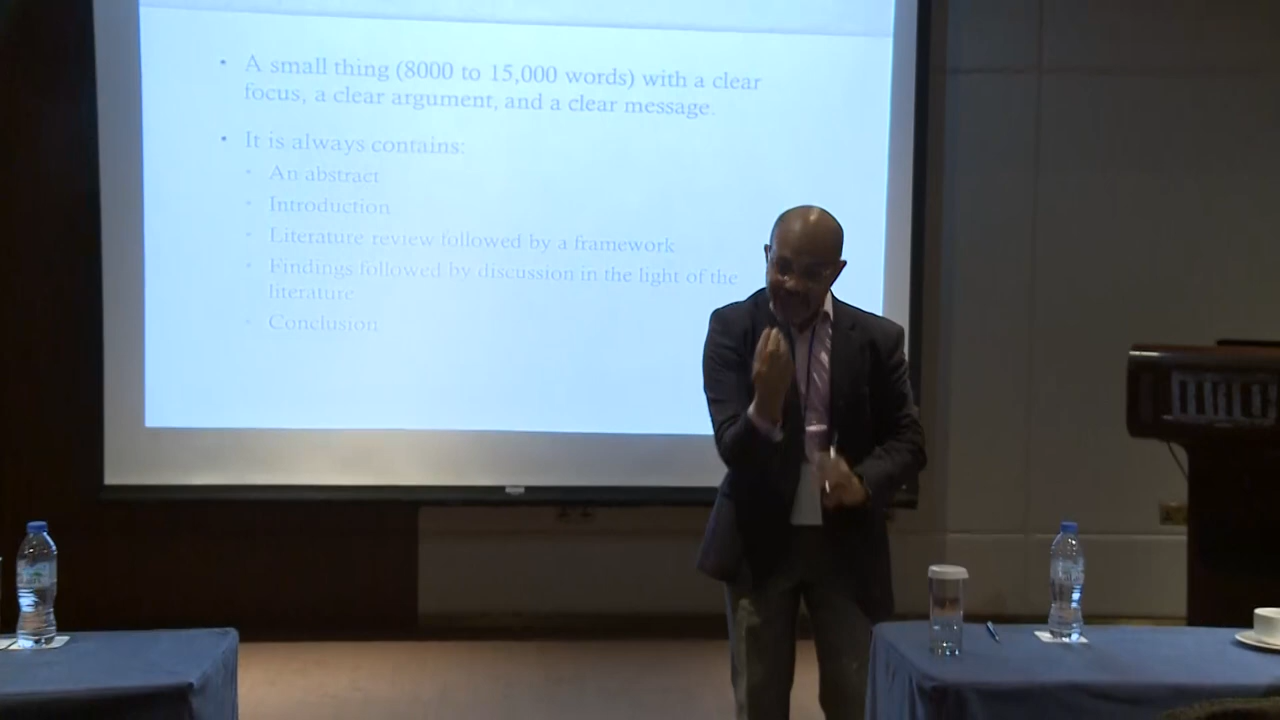 A small thing (8000 to 15,000 words) with a clear
focus, a clear argument, and a clear message.
It is always contains:
An abstract
Introduction
Literature review followed by a framework
Findings followed by discussion in the light of the
literature
Conclusion